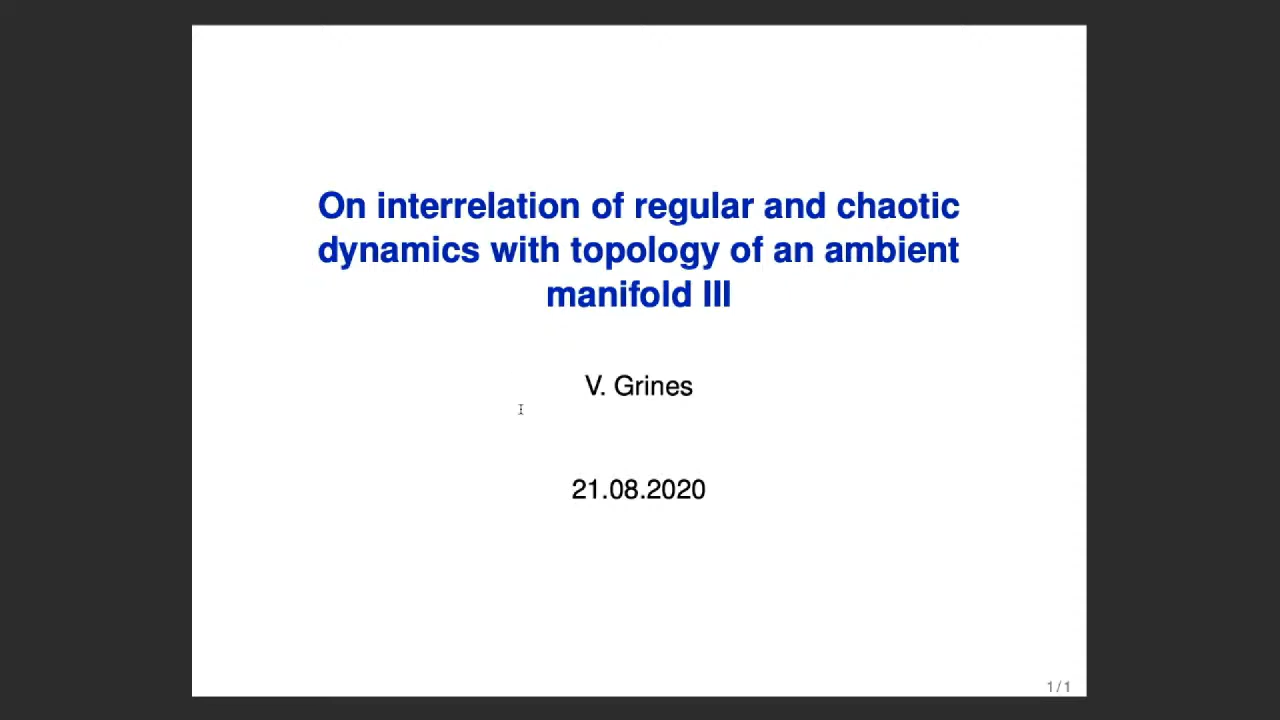 On interrelation of regular and chaotic
dynamics with topology of an ambient
manifold III
V. Grines
21.08.2020
1 / 1